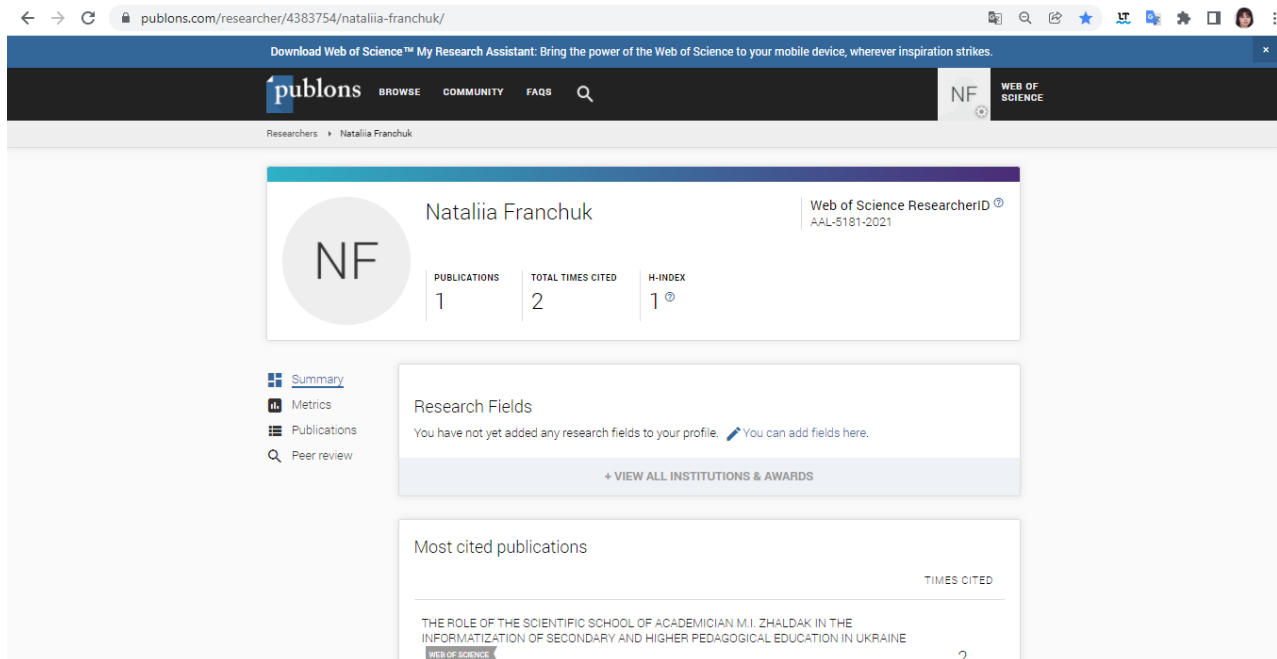 publons.com/researcher/4383754/nataliia-franchuk/
Download Web of Science™ My Research Assistant: Bring the power of the Web of Science to your mobile device, wherever inspiration strikes.
×
publons BROWSE COMMUNITY FAQS
NF
WEB OF
SCIENCE
Researchers Nataliia Franchuk
NF
Nataliia Franchuk
Web of Science ResearcherID ?
AAL-5181-2021
PUBLICATIONS TOTAL TIMES CITED H-INDEX
1 2 1 ?
Summary
Metrics
Publications
Peer review
Research Fields
You have not yet added any research fields to your profile. You can add fields here.
+ VIEW ALL INSTITUTIONS & AWARDS
Most cited publications
TIMES CITED
THE ROLE OF THE SCIENTIFIC SCHOOL OF ACADEMICIAN M.I. ZHALDAK IN THE
INFORMATIZATION OF SECONDARY AND HIGHER PEDAGOGICAL EDUCATION IN UKRAINE
WEB OF SCIENCE
2